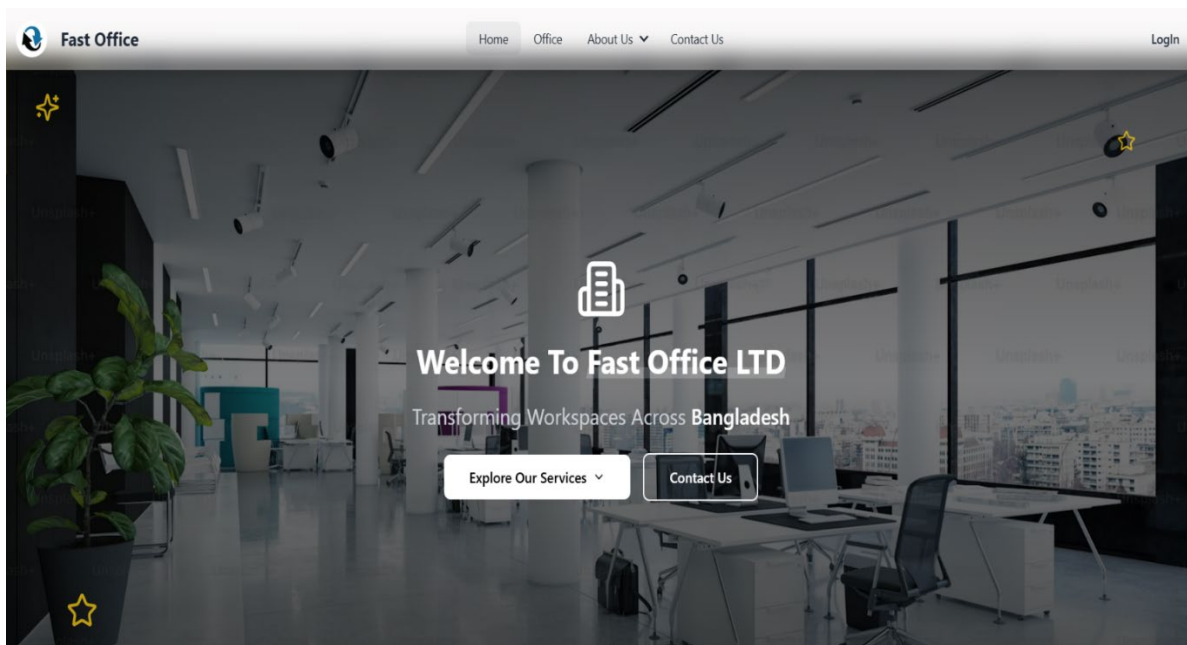 Fast Office
Home Office About Us Contact Us
LogIn
Welcome To Fast Office LTD
Transforming Workspaces Across Bangladesh
Explore Our Services
Contact Us
Unsplash+